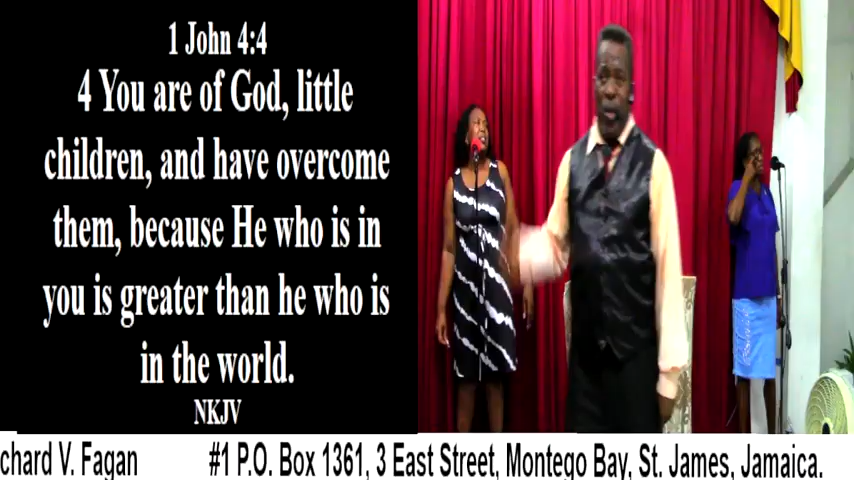 1 John 4:4
4 You are of God, little
children, and have overcome
them, because He who is in
you is greater than he who is
in the world.
NKJV
chard V. Fagan #1 P.O. Box 1361, 3 East Street, Montego Bay, St. James, Jamaica.